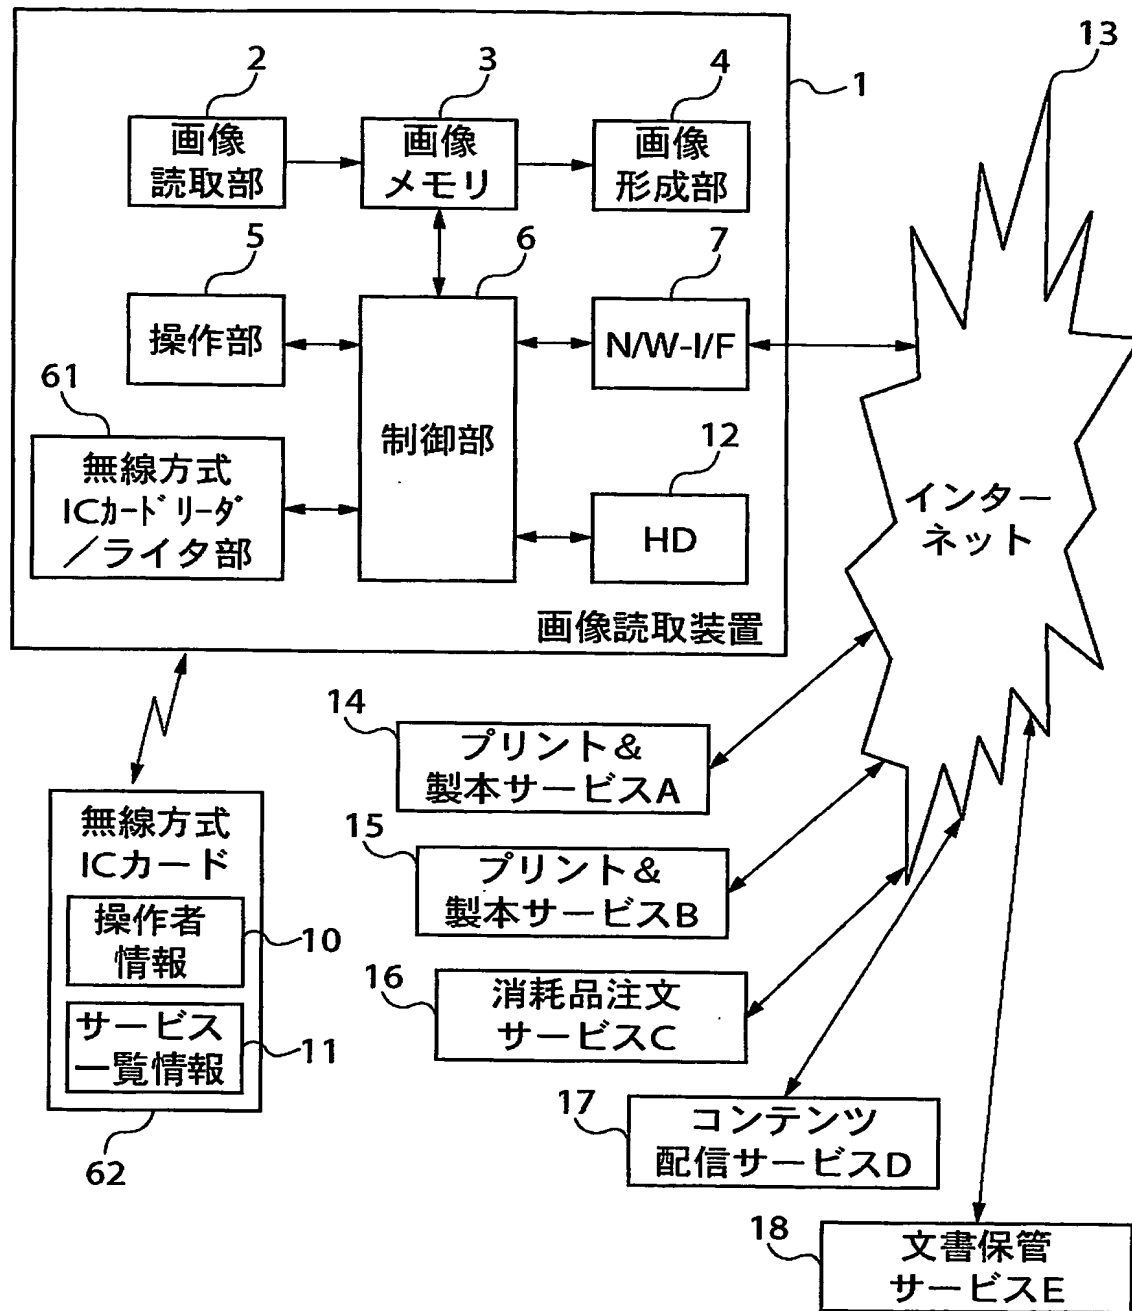 13
2
3
4
1
画像
読取部
画像
メモリ
画像
形成部
5
6
7
操作部
制御部
N/W-I/F
61
12
無線方式
ICｶｰﾄﾞﾘｰﾀﾞ
／ライタ部
HD
インター
ネット
画像読取装置
14
プリント＆
製本サービスA
15
プリント＆
製本サービスB
16
消耗品注文
サービスC
17
コンテンツ
配信サービスD
18
文書保管
サービスE
無線方式
ICカード
操作者
情報
10
サービス
一覧情報
11
62